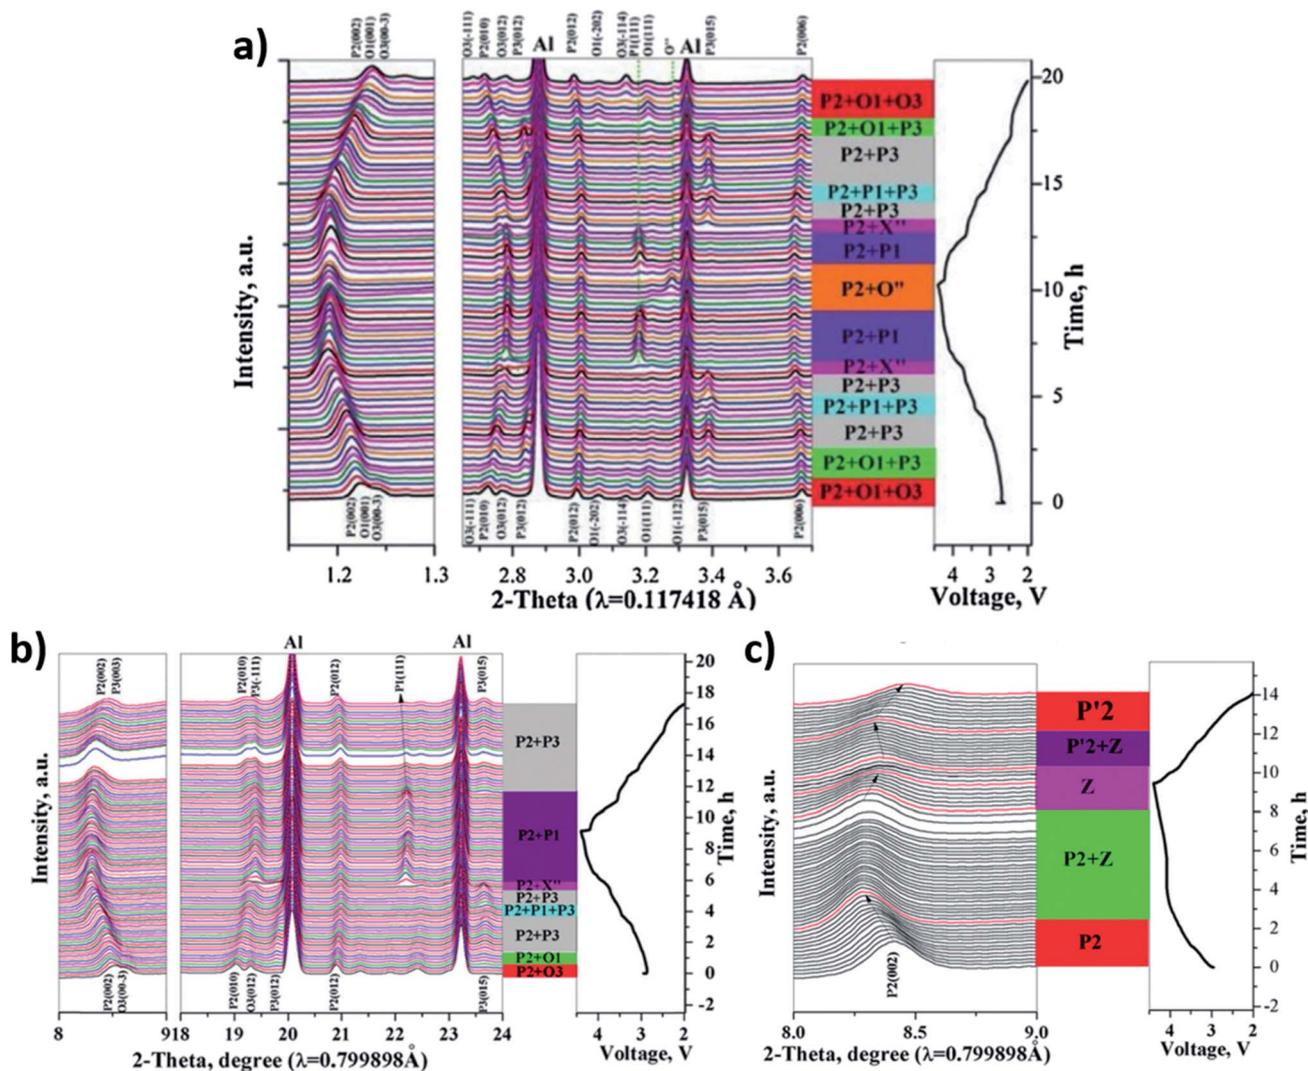 a)
P2(002)
O1(001)
O3(00-3)
O3(-111)
P2(010)
O3(012)
P3(012)
Al
P2(012)
O1(-202)
O3(-114)
P1(111)
O1(111)
O"
Al
P3(015)
P2(006)
Intensity, a.u.
P2+O1+O3
P2+O1+P3
P2+P3
P2+P1+P3
P2+P3
P2+X"
P2+P1
P2+O"
P2+P1
P2+X"
P2+P3
P2+P1+P3
P2+P3
P2+O1+P3
P2+O1+O3
20
15
10
5
0
Time, h
P2(002)
O1(001)
O3(00-3)
O3(-111)
P2(010)
O3(012)
P3(012)
P2(012)
O1(-202)
O3(-114)
O1(111)
O1(-112)
P3(015)
P2(006)
1.2 1.3 2.8 3.0 3.2 3.4 3.6 4 3 2
2-Theta (λ=0.117418 Å)
Voltage, V
b)
Al
Al
P2(002)
P3(003)
P2(010)
P3(-111)
P2(012)
P1(111)
P3(015)
Intensity, a.u.
P2+P3
P2+P1
P2+X"
P2+P3
P2+P1+P3
P2+P3
P2+O1
P2+O3
20
18
16
14
12
10
8
6
4
2
0
-2
Time, h
P2(002)
O3(00-3)
P2(010)
O3(012)
P3(012)
P2(012)
P3(015)
8 9 18 19 20 21 22 23 24 4 3 2
2-Theta, degree (λ=0.799898Å)
Voltage, V
c)
Intensity, a.u.
P2(002)
P'2
P'2+Z
Z
P2+Z
P2
14
12
10
8
6
4
2
0
-2
Time, h
8.0 8.5 9.0 4 3 2
2-Theta, degree (λ=0.799898Å)
Voltage, V